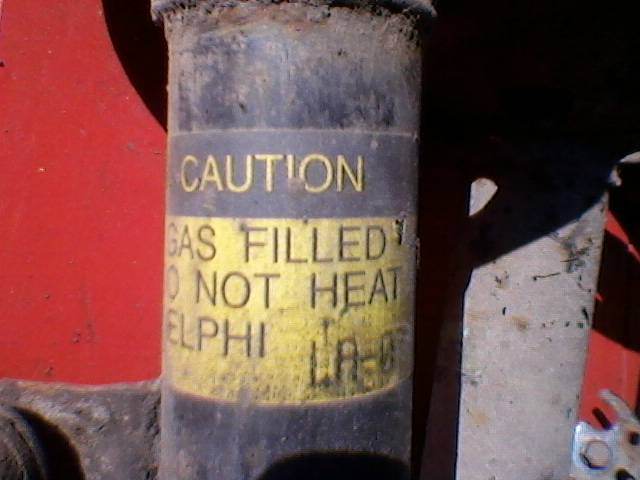 CAUTION
GAS FILLED
O NOT HEAT
ELPHI